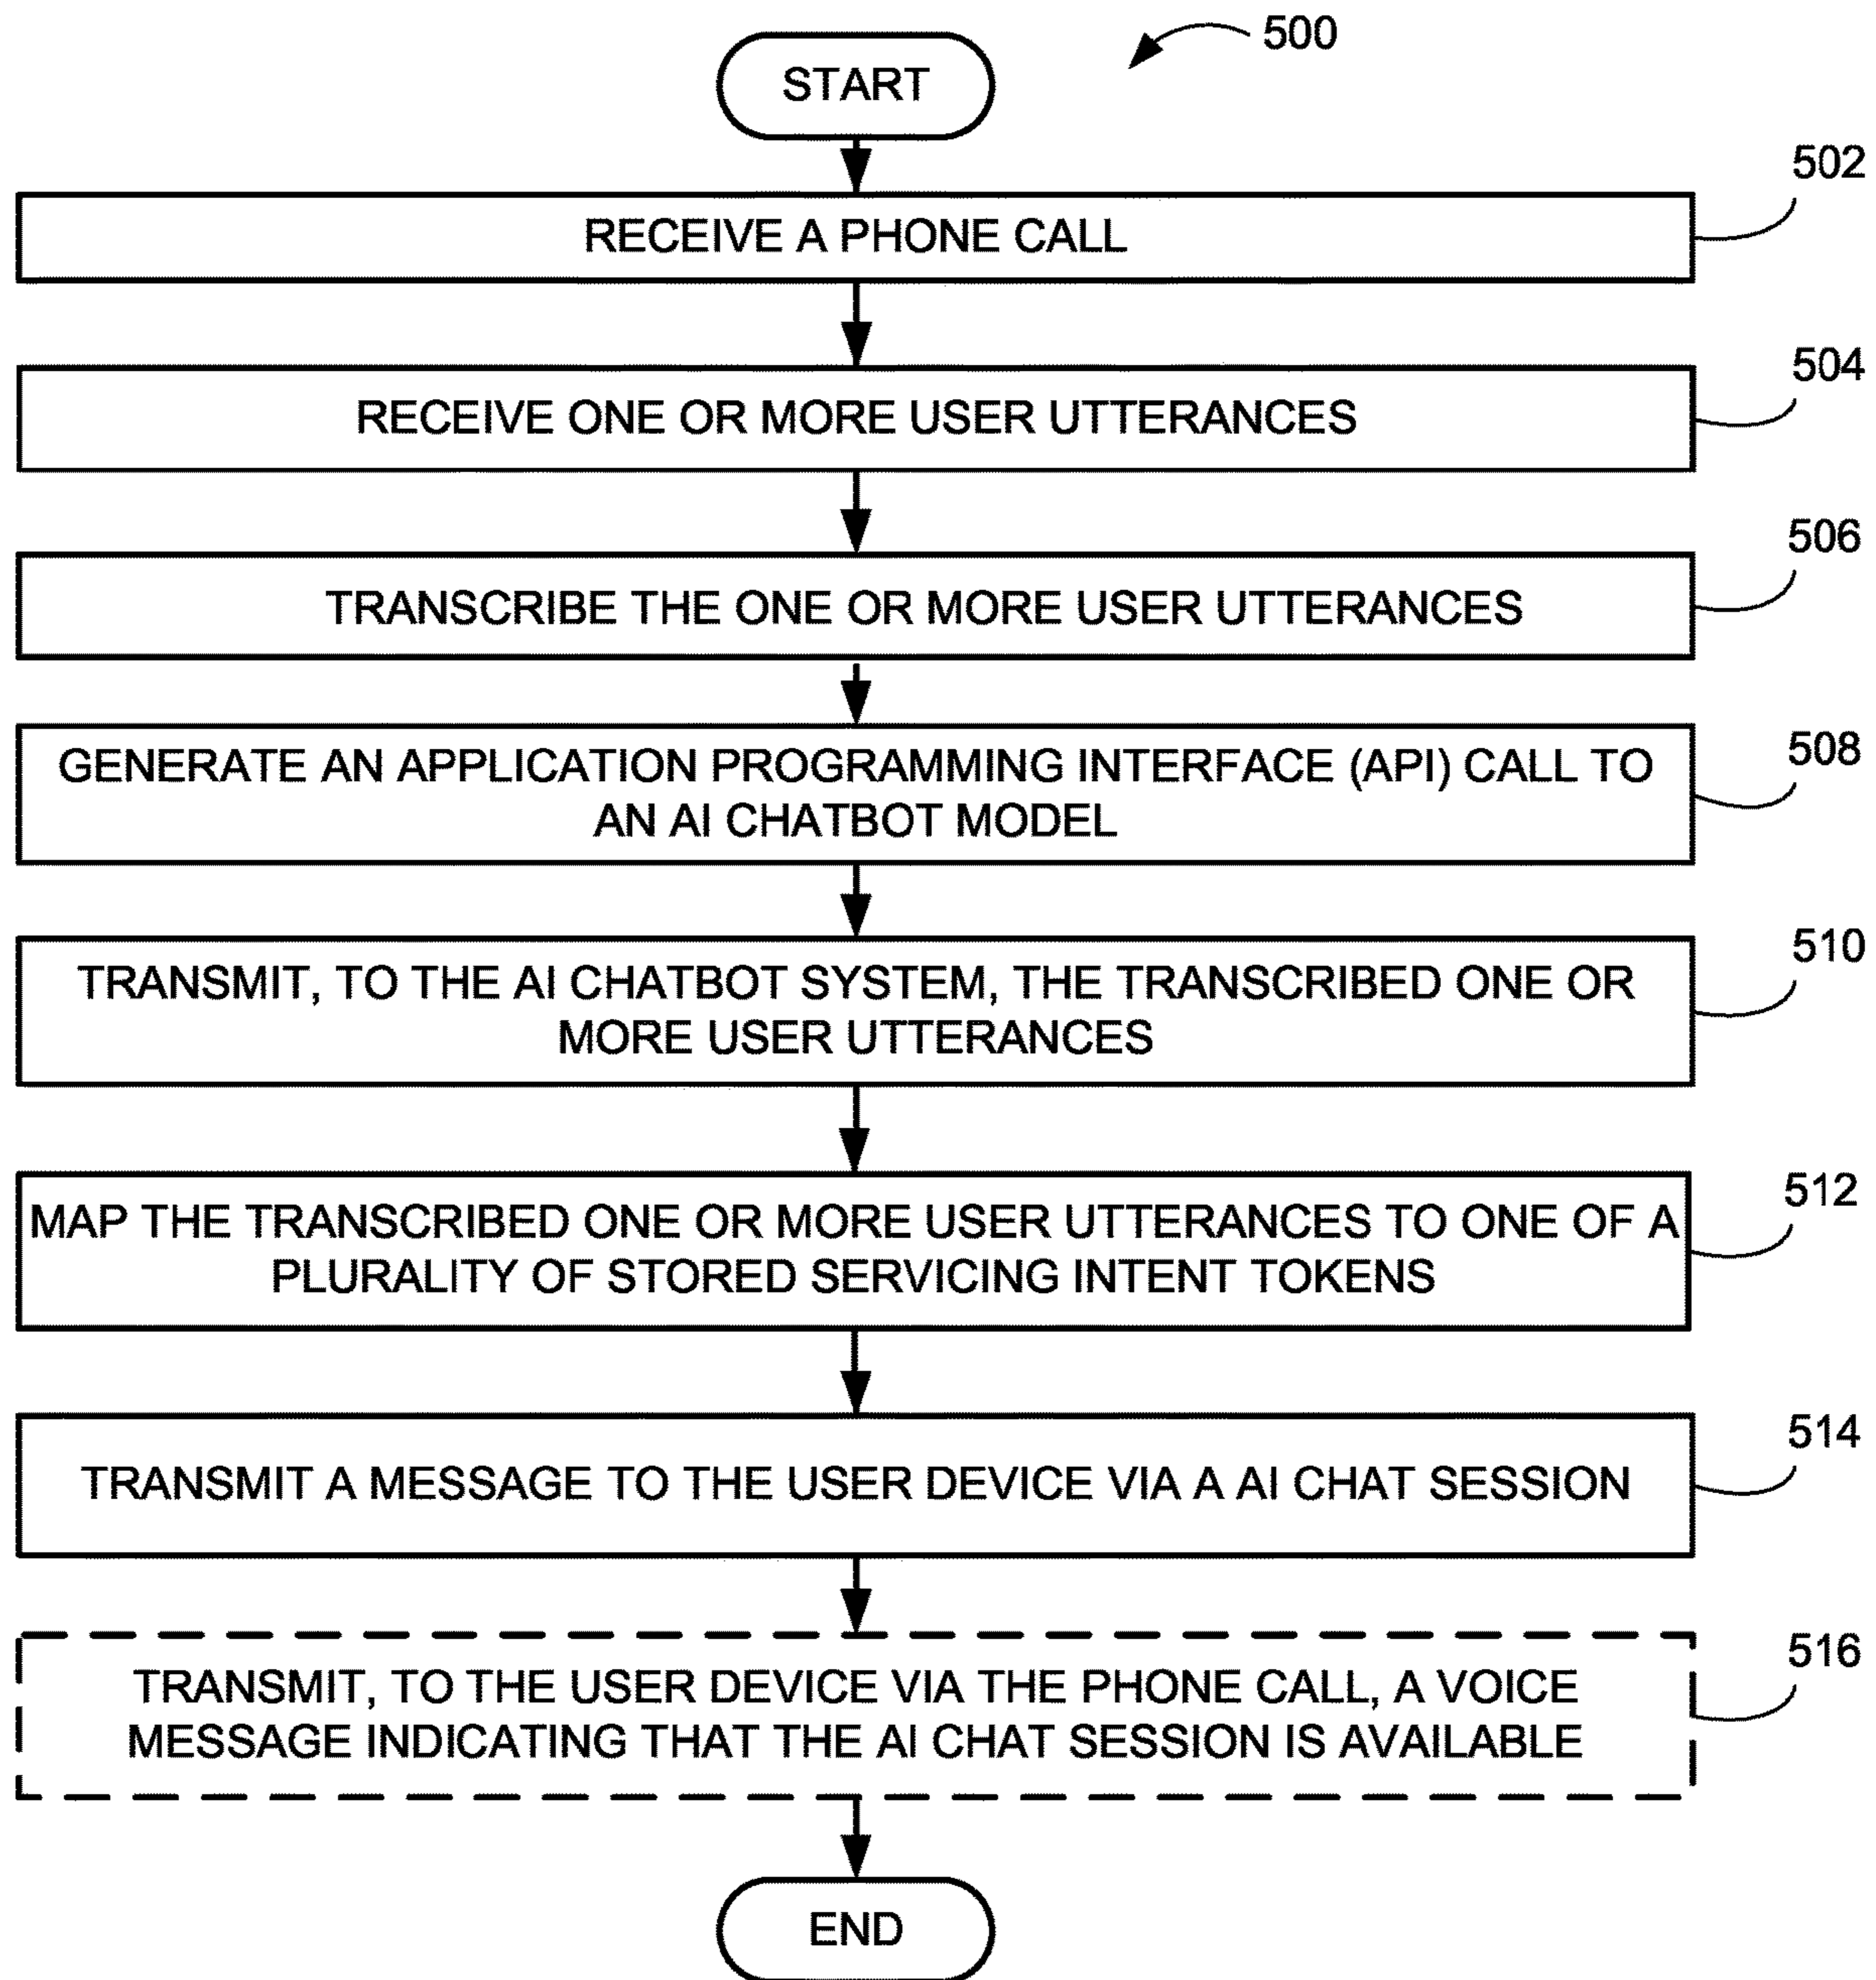 START
500
502
RECEIVE A PHONE CALL
504
RECEIVE ONE OR MORE USER UTTERANCES
506
TRANSCRIBE THE ONE OR MORE USER UTTERANCES
508
GENERATE AN APPLICATION PROGRAMMING INTERFACE (API) CALL TO
AN AI CHATBOT MODEL
510
TRANSMIT, TO THE AI CHATBOT SYSTEM, THE TRANSCRIBED ONE OR
MORE USER UTTERANCES
512
MAP THE TRANSCRIBED ONE OR MORE USER UTTERANCES TO ONE OF A
PLURALITY OF STORED SERVICING INTENT TOKENS
514
TRANSMIT A MESSAGE TO THE USER DEVICE VIA A AI CHAT SESSION
516
TRANSMIT, TO THE USER DEVICE VIA THE PHONE CALL, A VOICE
MESSAGE INDICATING THAT THE AI CHAT SESSION IS AVAILABLE
END